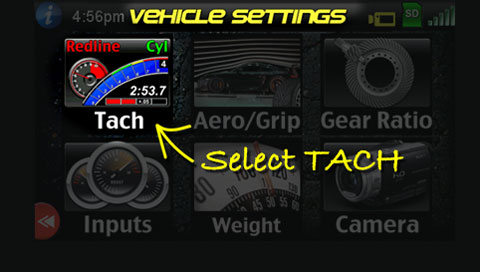 4:56pm VEHICLE SETTINGS SD
Redline Cyl
4
2:53.7
Tach Aero/Grip Gear Ratio
Select TACH
Inputs Weight Camera